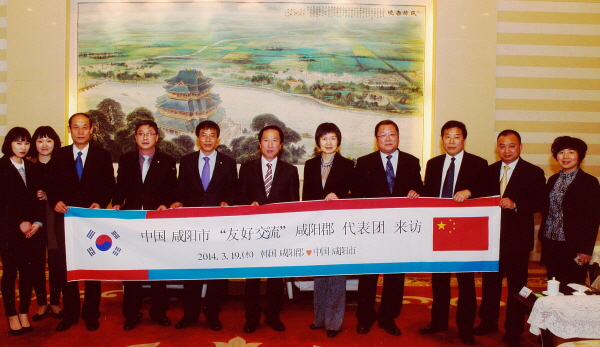 中国 咸阳市 “友好交流” 咸阳郡 代表团 来访
2014. 3. 19.(木) 韩国 咸阳郡♥中国 咸阳市